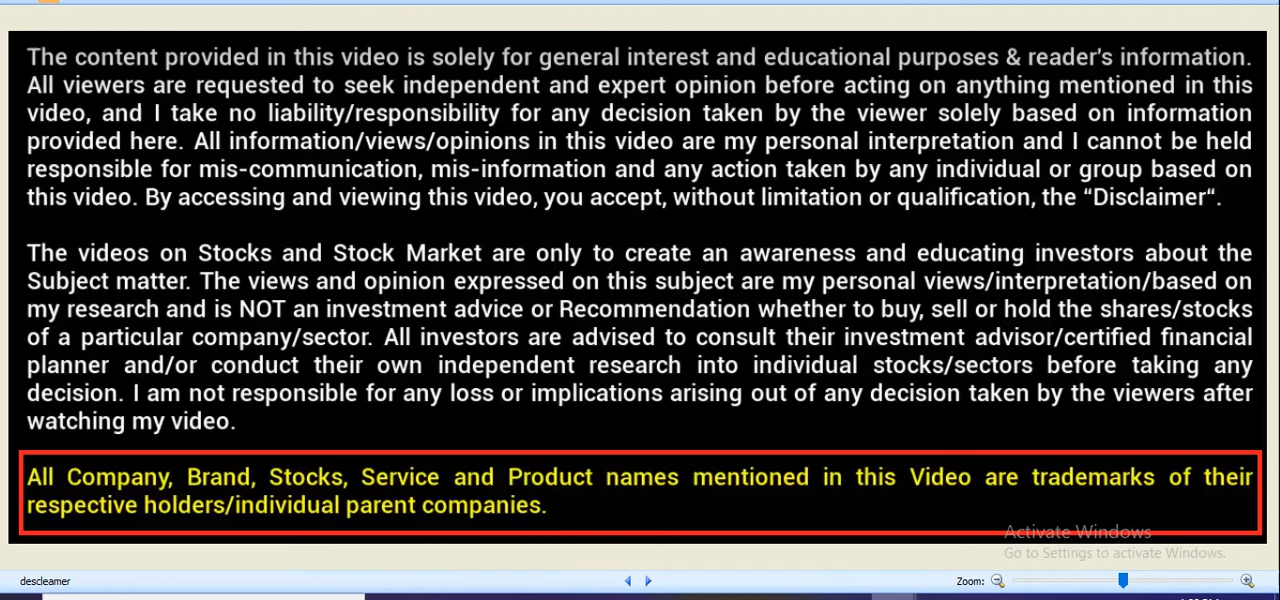 The content provided in this video is solely for general interest and educational purposes & reader's information.
All viewers are requested to seek independent and expert opinion before acting on anything mentioned in this
video, and I take no liability/responsibility for any decision taken by the viewer solely based on information
provided here. All information/views/opinions in this video are my personal interpretation and I cannot be held
responsible for mis-communication, mis-information and any action taken by any individual or group based on
this video. By accessing and viewing this video, you accept, without limitation or qualification, the “Disclaimer“.
The videos on Stocks and Stock Market are only to create an awareness and educating investors about the
Subject matter. The views and opinion expressed on this subject are my personal views/interpretation/based on
my research and is NOT an investment advice or Recommendation whether to buy, sell or hold the shares/stocks
of a particular company/sector. All investors are advised to consult their investment advisor/certified financial
planner and/or conduct their own independent research into individual stocks/sectors before taking any
decision. I am not responsible for any loss or implications arising out of any decision taken by the viewers after
watching my video.
All Company, Brand, Stocks, Service and Product names mentioned in this Video are trademarks of their
respective holders/individual parent companies.
Activate Windows
Go to Settings to activate Windows.
descleamer
Zoom: